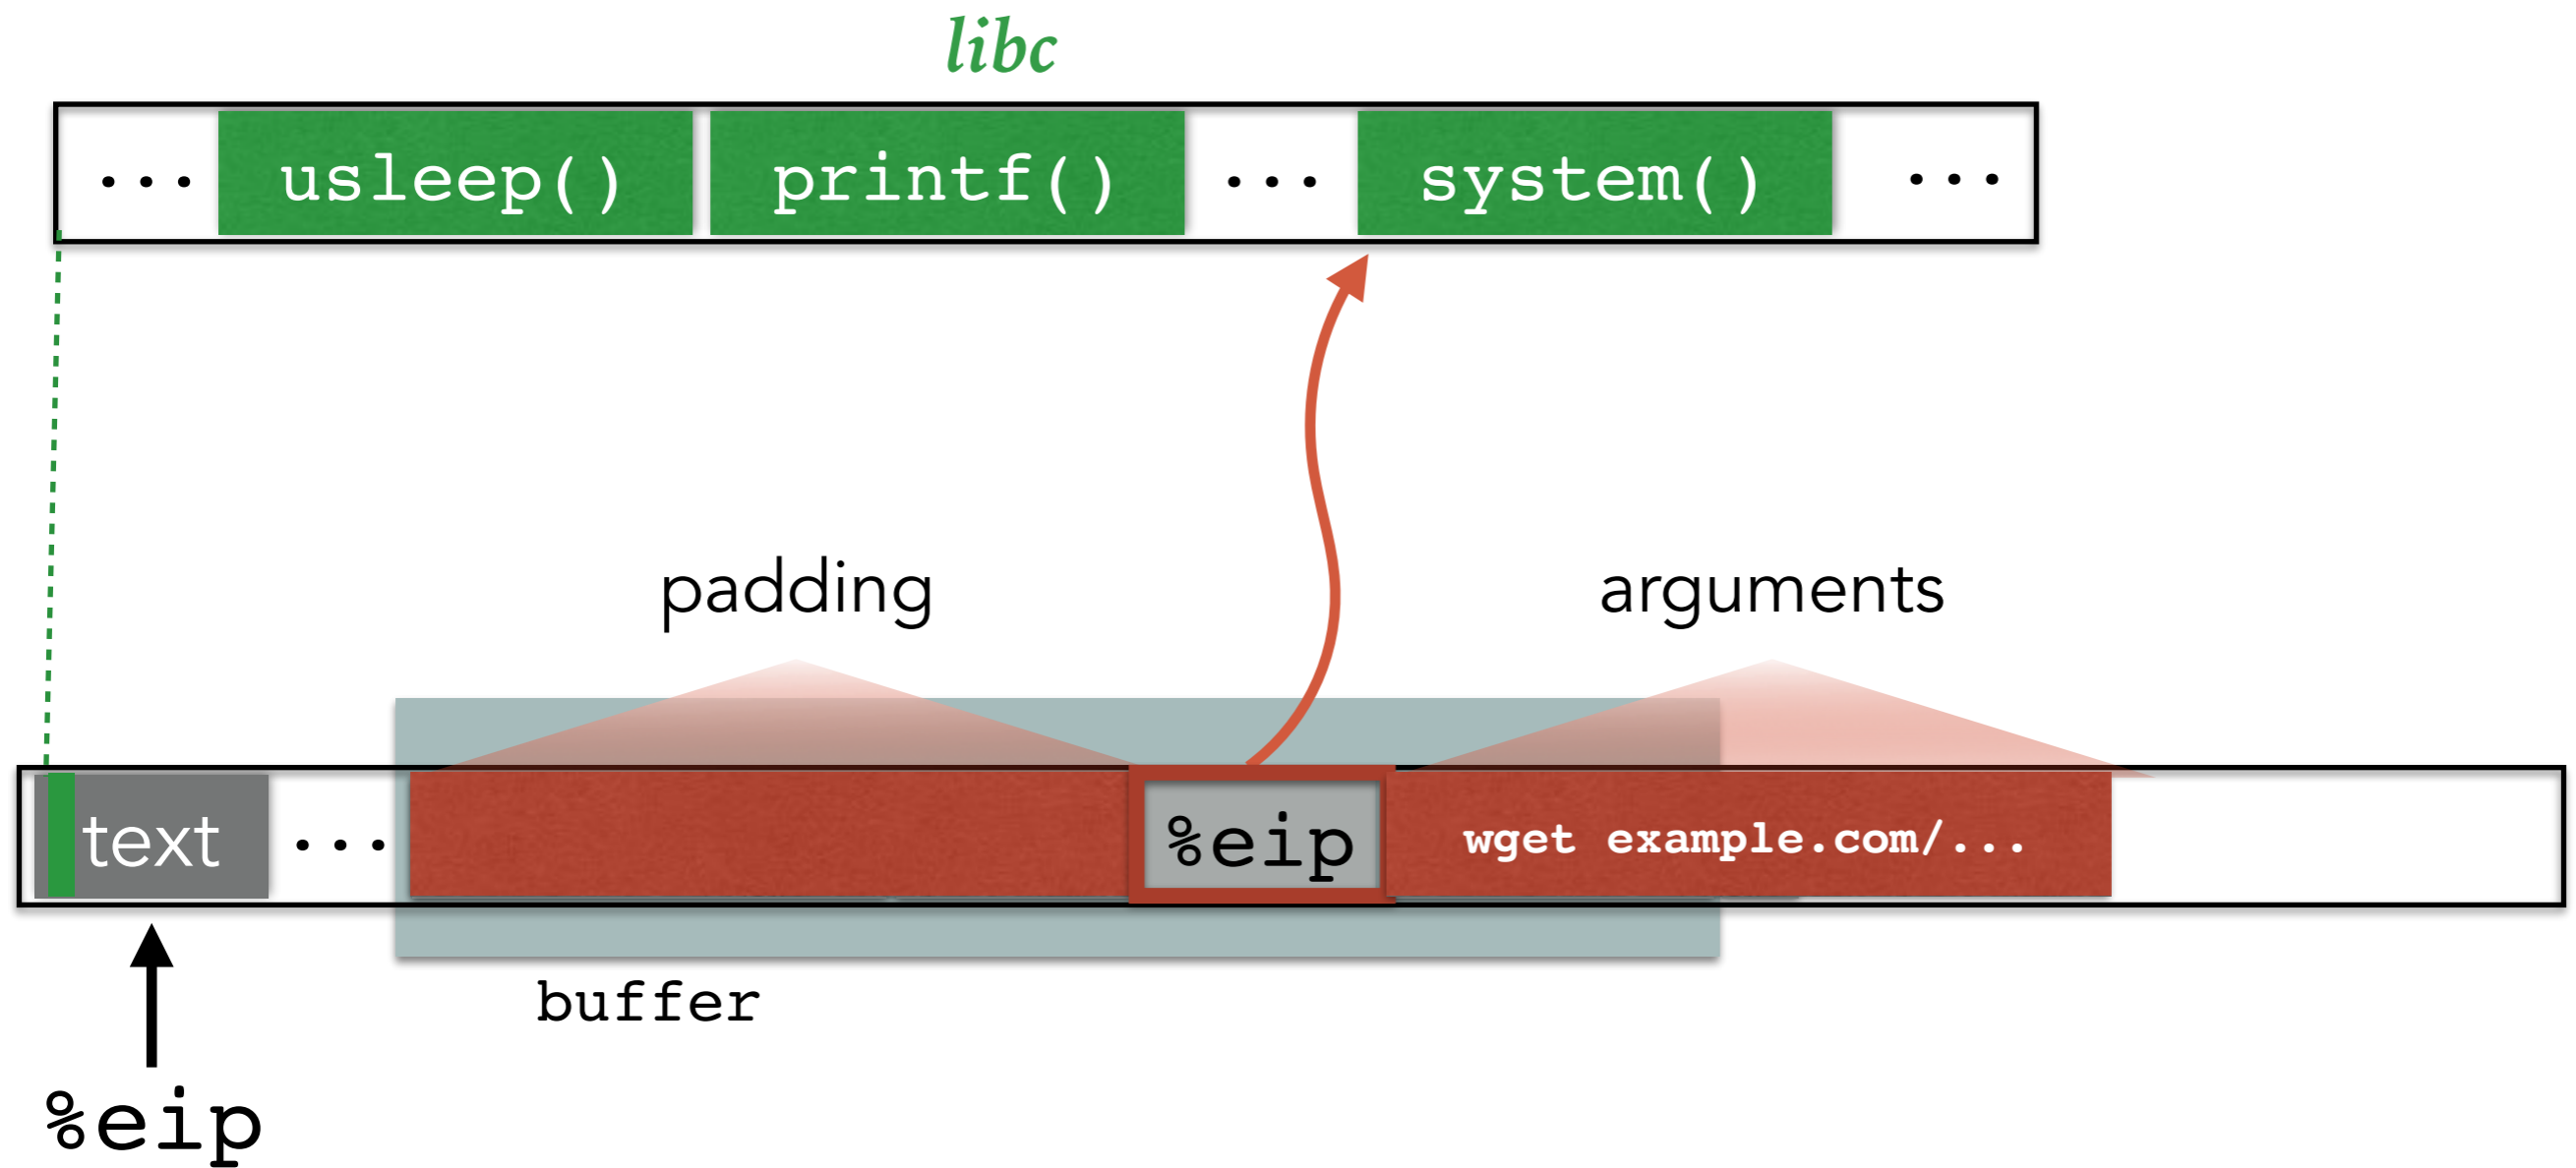 libc
... usleep() printf() ... system() ...
padding arguments
text ... %eip wget example.com/...
buffer
%eip